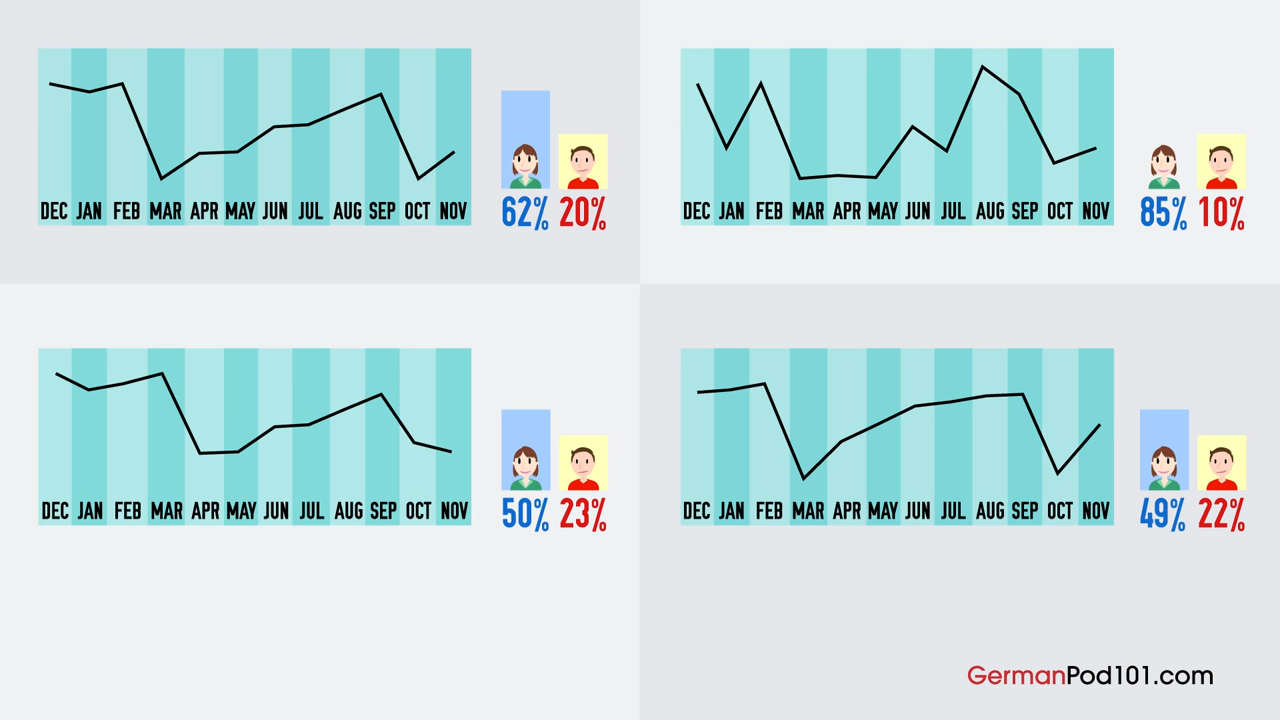 DEC JAN FEB MAR APR MAY JUN JUL AUG SEP OCT NOV
62% 20%
DEC JAN FEB MAR APR MAY JUN JUL AUG SEP OCT NOV
85% 10%
DEC JAN FEB MAR APR MAY JUN JUL AUG SEP OCT NOV
50% 23%
DEC JAN FEB MAR APR MAY JUN JUL AUG SEP OCT NOV
49% 22%
GermanPod101.com